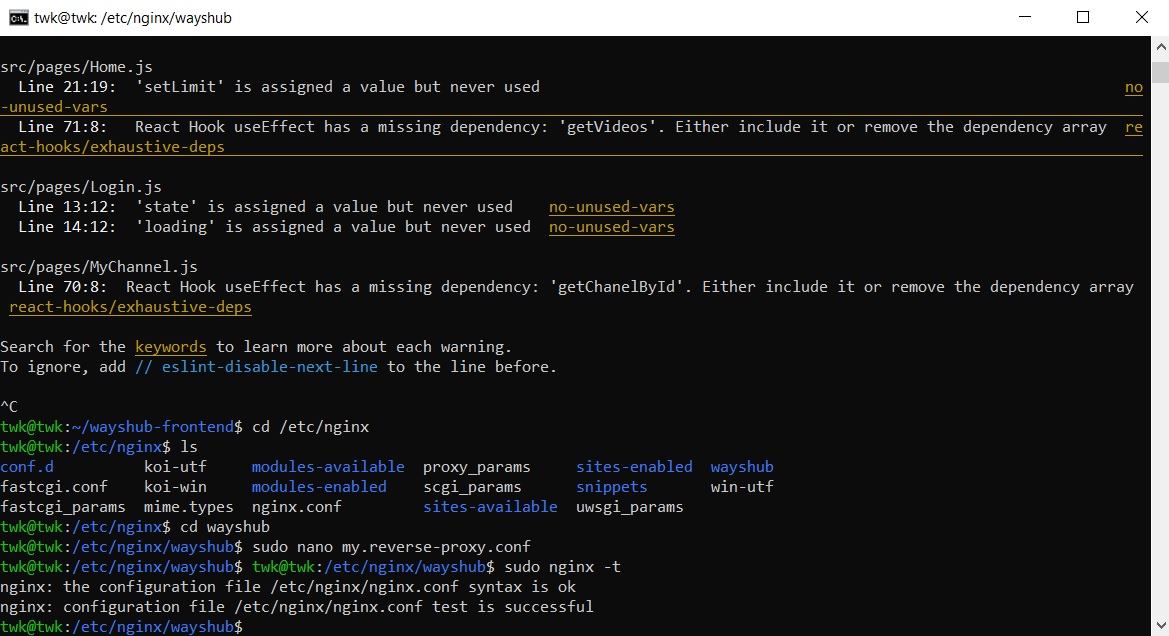 twk@twk: /etc/nginx/wayshub
src/pages/Home.js
  Line 21:19:  'setLimit' is assigned a value but never used                                                                 no
-unused-vars
  Line 71:8:   React Hook useEffect has a missing dependency: 'getVideos'. Either include it or remove the dependency array  re
act-hooks/exhaustive-deps
src/pages/Login.js
  Line 13:12:  'state' is assigned a value but never used    no-unused-vars
  Line 14:12:  'loading' is assigned a value but never used  no-unused-vars
src/pages/MyChannel.js
  Line 70:8:  React Hook useEffect has a missing dependency: 'getChanelById'. Either include it or remove the dependency array
 react-hooks/exhaustive-deps
Search for the keywords to learn more about each warning.
To ignore, add // eslint-disable-next-line to the line before.
^C
twk@twk:~/wayshub-frontend$ cd /etc/nginx
twk@twk:/etc/nginx$ ls
conf.d          koi-utf     modules-available  proxy_params     sites-enabled  wayshub
fastcgi.conf    koi-win     modules-enabled    scgi_params      snippets       win-utf
fastcgi_params  mime.types  nginx.conf         sites-available  uwsgi_params
twk@twk:/etc/nginx$ cd wayshub
twk@twk:/etc/nginx/wayshub$ sudo nano my.reverse-proxy.conf
twk@twk:/etc/nginx/wayshub$ twk@twk:/etc/nginx/wayshub$ sudo nginx -t
nginx: the configuration file /etc/nginx/nginx.conf syntax is ok
nginx: configuration file /etc/nginx/nginx.conf test is successful
twk@twk:/etc/nginx/wayshub$